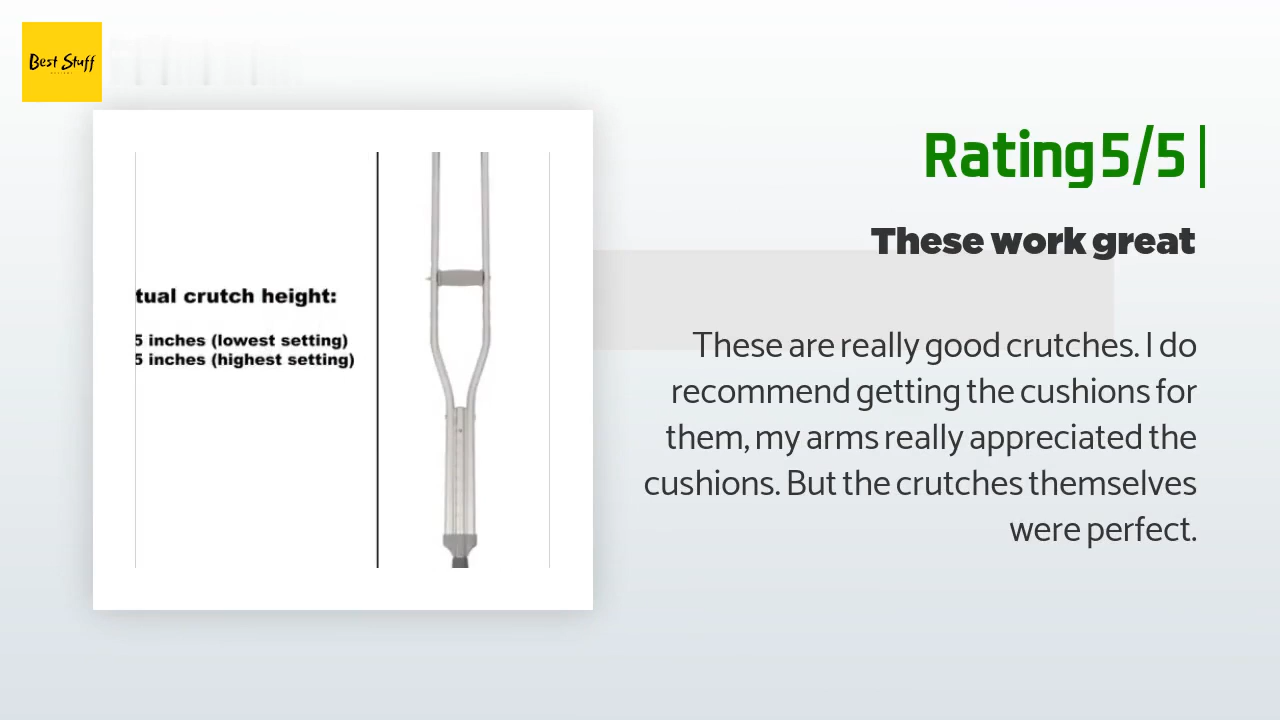 Best Stuff
Rating 5/5
These work great
tual crutch height:
5 inches (lowest setting)
5 inches (highest setting)
These are really good crutches. I do
recommend getting the cushions for
them, my arms really appreciated the
cushions. But the crutches themselves
were perfect.